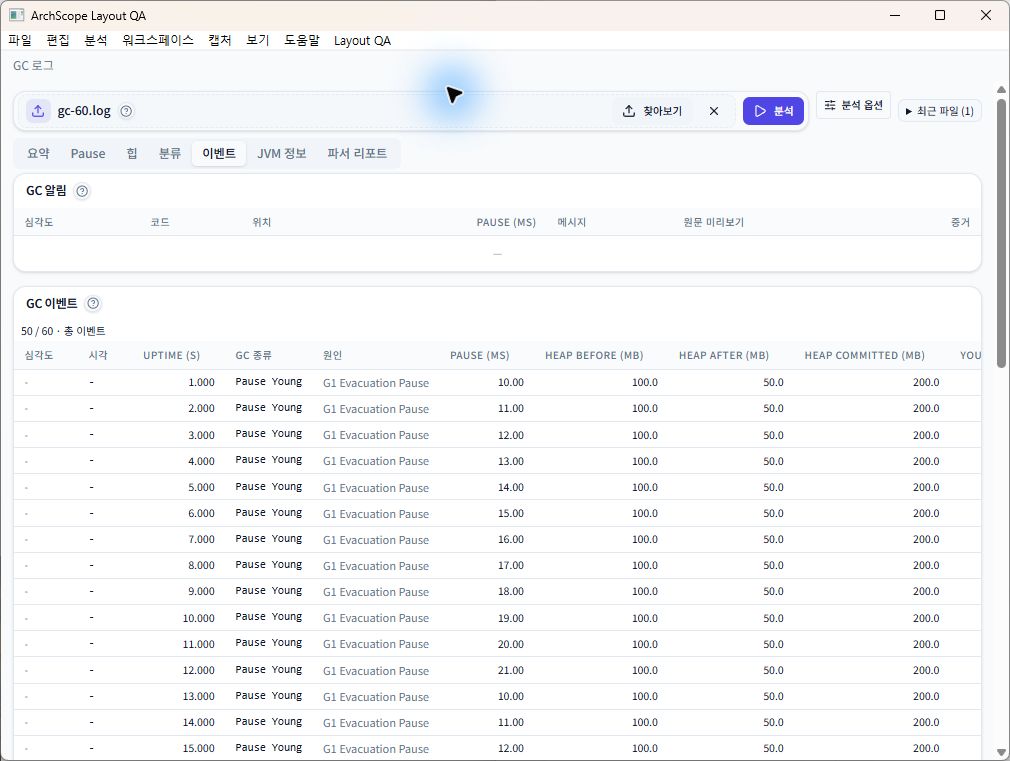 ArchScope Layout QA
파일 편집 분석 워크스페이스 캡처 보기 도움말 Layout QA
GC 로그
gc-60.log ? 찾아보기 분석 분석 옵션 ▶ 최근 파일 (1)
요약 Pause 힙 분류 이벤트 JVM 정보 파서 리포트
GC 알림 ?
심각도 코드 위치 PAUSE (MS) 메시지 원문 미리보기 증거
—
GC 이벤트 ?
50 / 60 · 총 이벤트
심각도 시각 UPTIME (S) GC 종류 원인 PAUSE (MS) HEAP BEFORE (MB) HEAP AFTER (MB) HEAP COMMITTED (MB) YOU
- - 1.000 Pause Young G1 Evacuation Pause 10.00 100.0 50.0 200.0
- - 2.000 Pause Young G1 Evacuation Pause 11.00 100.0 50.0 200.0
- - 3.000 Pause Young G1 Evacuation Pause 12.00 100.0 50.0 200.0
- - 4.000 Pause Young G1 Evacuation Pause 13.00 100.0 50.0 200.0
- - 5.000 Pause Young G1 Evacuation Pause 14.00 100.0 50.0 200.0
- - 6.000 Pause Young G1 Evacuation Pause 15.00 100.0 50.0 200.0
- - 7.000 Pause Young G1 Evacuation Pause 16.00 100.0 50.0 200.0
- - 8.000 Pause Young G1 Evacuation Pause 17.00 100.0 50.0 200.0
- - 9.000 Pause Young G1 Evacuation Pause 18.00 100.0 50.0 200.0
- - 10.000 Pause Young G1 Evacuation Pause 19.00 100.0 50.0 200.0
- - 11.000 Pause Young G1 Evacuation Pause 20.00 100.0 50.0 200.0
- - 12.000 Pause Young G1 Evacuation Pause 21.00 100.0 50.0 200.0
- - 13.000 Pause Young G1 Evacuation Pause 10.00 100.0 50.0 200.0
- - 14.000 Pause Young G1 Evacuation Pause 11.00 100.0 50.0 200.0
- - 15.000 Pause Young G1 Evacuation Pause 12.00 100.0 50.0 200.0